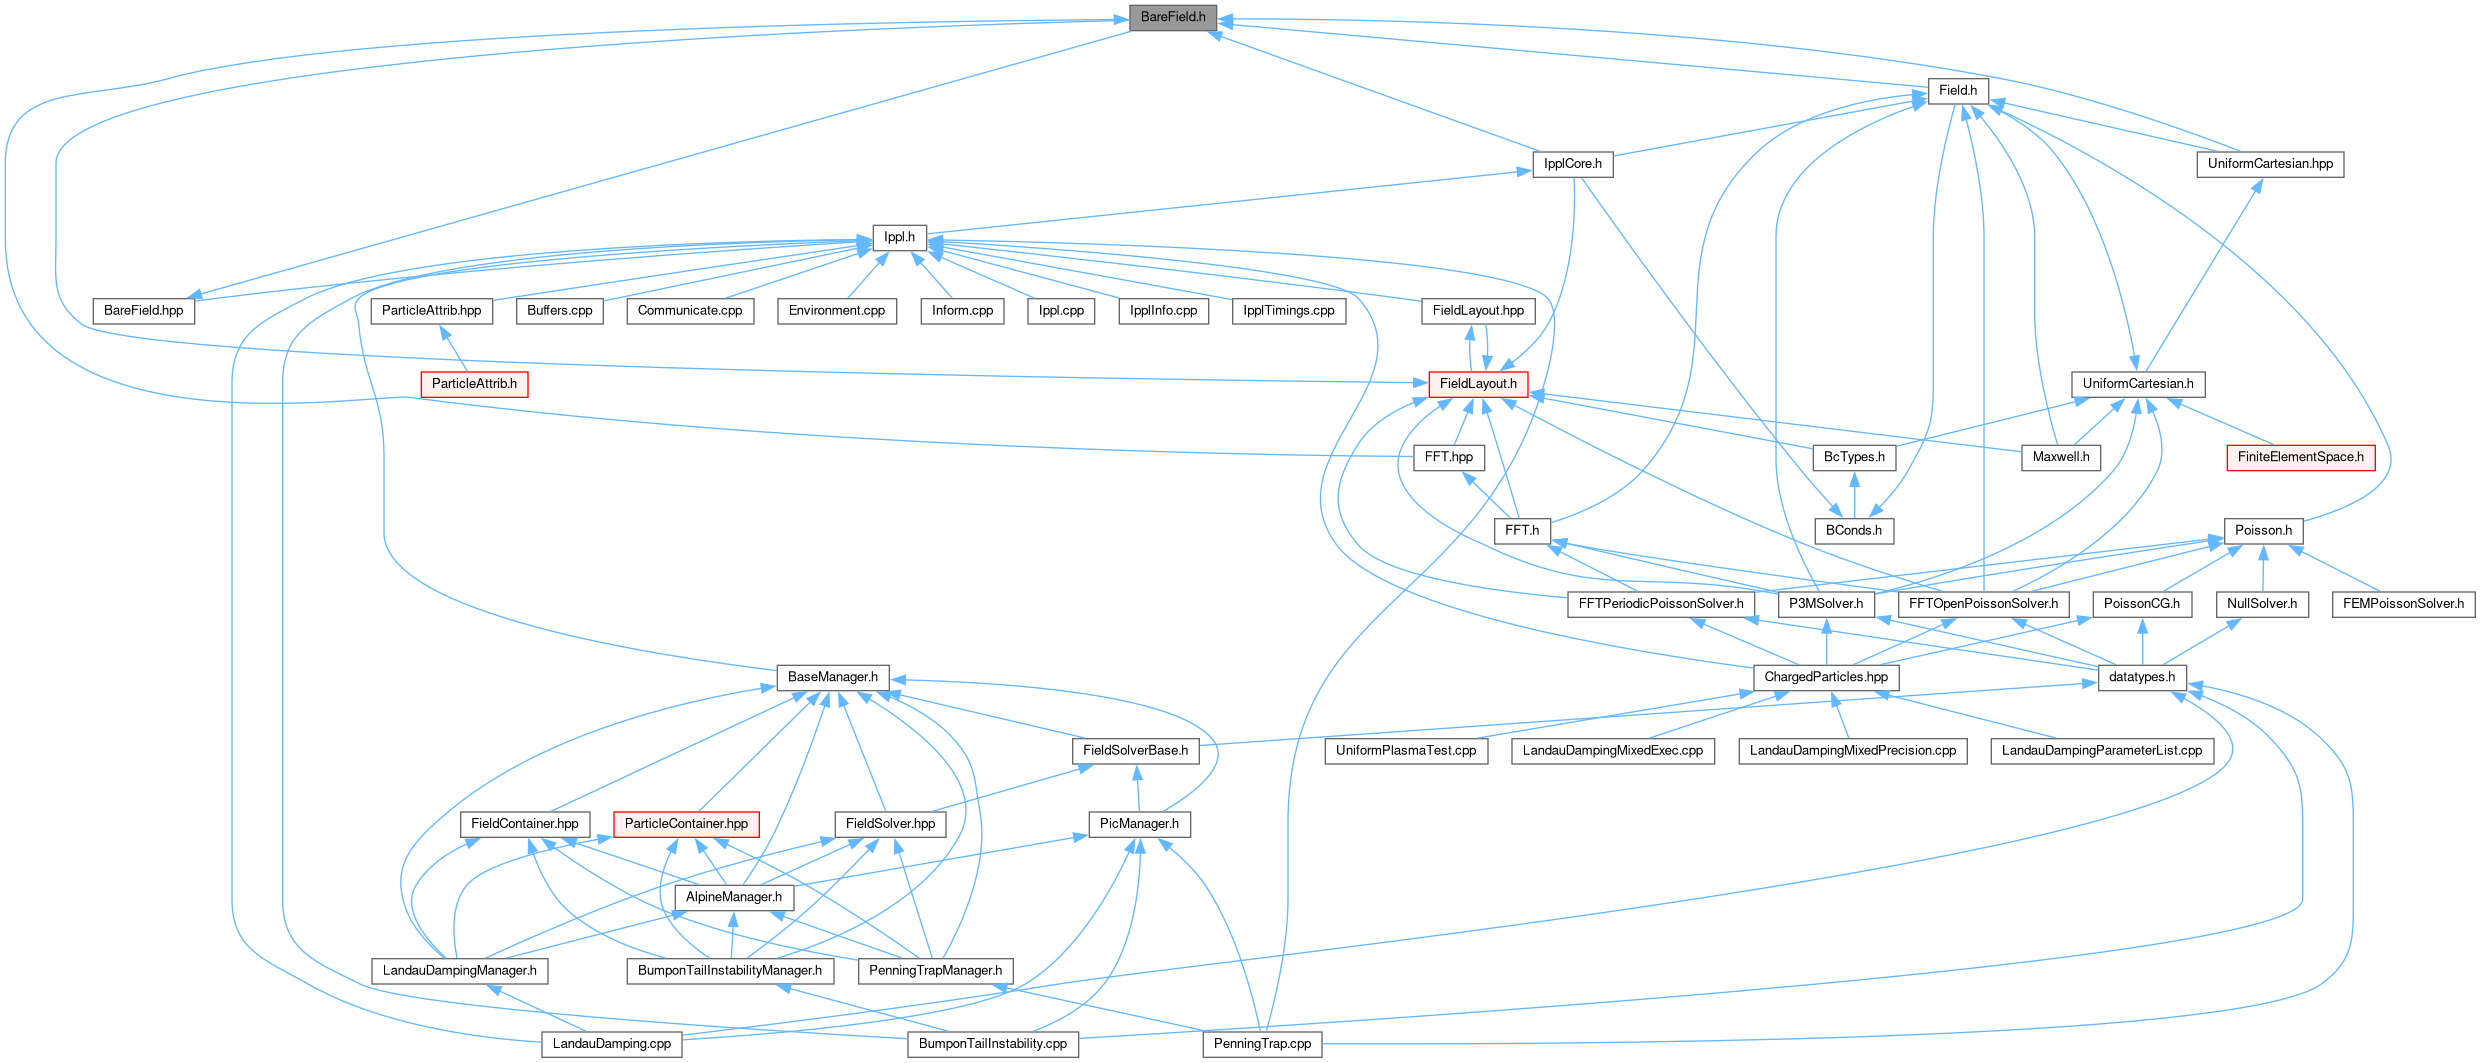 BareField.h
Field.h
IpplCore.h
UniformCartesian.hpp
Ippl.h
BareField.hpp
ParticleAttrib.hpp
Buffers.cpp
Communicate.cpp
Environment.cpp
Inform.cpp
Ippl.cpp
IpplInfo.cpp
IpplTimings.cpp
FieldLayout.hpp
ParticleAttrib.h
FieldLayout.h
UniformCartesian.h
FFT.hpp
BcTypes.h
Maxwell.h
FiniteElementSpace.h
FFT.h
BConds.h
Poisson.h
FFTPeriodicPoissonSolver.h
P3MSolver.h
FFTOpenPoissonSolver.h
PoissonCG.h
NullSolver.h
FEMPoissonSolver.h
BaseManager.h
ChargedParticles.hpp
datatypes.h
FieldSolverBase.h
UniformPlasmaTest.cpp
LandauDampingMixedExec.cpp
LandauDampingMixedPrecision.cpp
LandauDampingParameterList.cpp
FieldContainer.hpp
ParticleContainer.hpp
FieldSolver.hpp
PicManager.h
AlpineManager.h
LandauDampingManager.h
BumponTailInstabilityManager.h
PenningTrapManager.h
LandauDamping.cpp
BumponTailInstability.cpp
PenningTrap.cpp